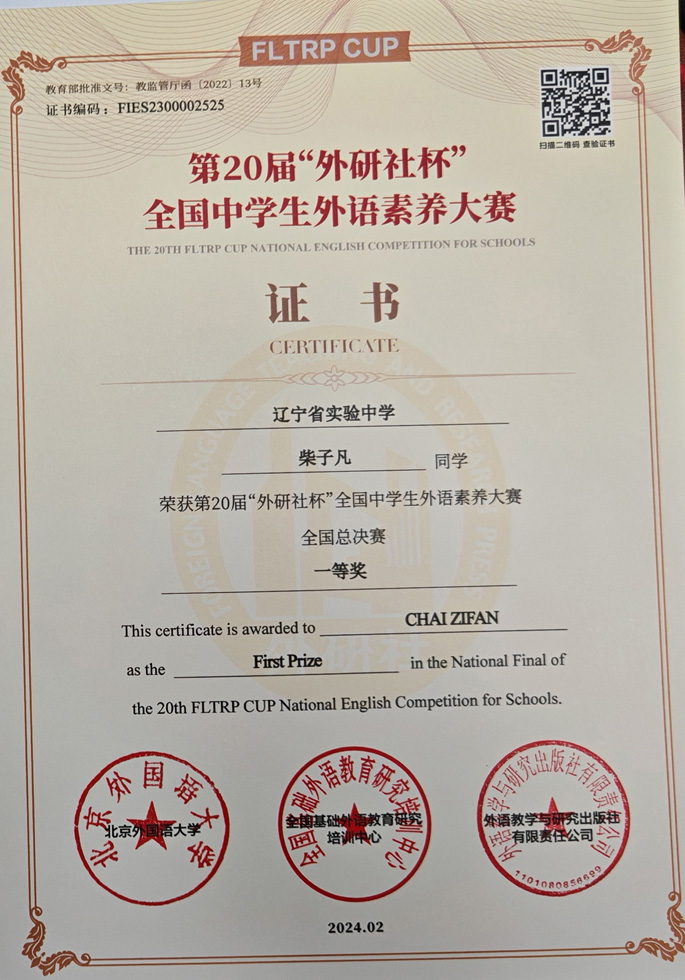 FLTRP CUP
教育部批准文号：教监管厅函〔2022〕13号
证书编码：FIES2300002525
扫描二维码 查验证书
第20届“外研社杯”
全国中学生外语素养大赛
THE 20TH FLTRP CUP NATIONAL ENGLISH COMPETITION FOR SCHOOLS
证 书
CERTIFICATE
辽宁省实验中学
柴子凡 同学
荣获第20届“外研社杯”全国中学生外语素养大赛
全国总决赛
一等奖
This certificate is awarded to CHAI ZIFAN
as the First Prize in the National Final of
the 20th FLTRP CUP National English Competition for Schools.
北京外国语大学
北京外国语大学
全国基础外语教育研究培训中心
全国基础外语教育研究
培训中心
外语教学与研究出版社有限责任公司
外语教学与研究出版社
有限责任公司
1101080856699
2024.02